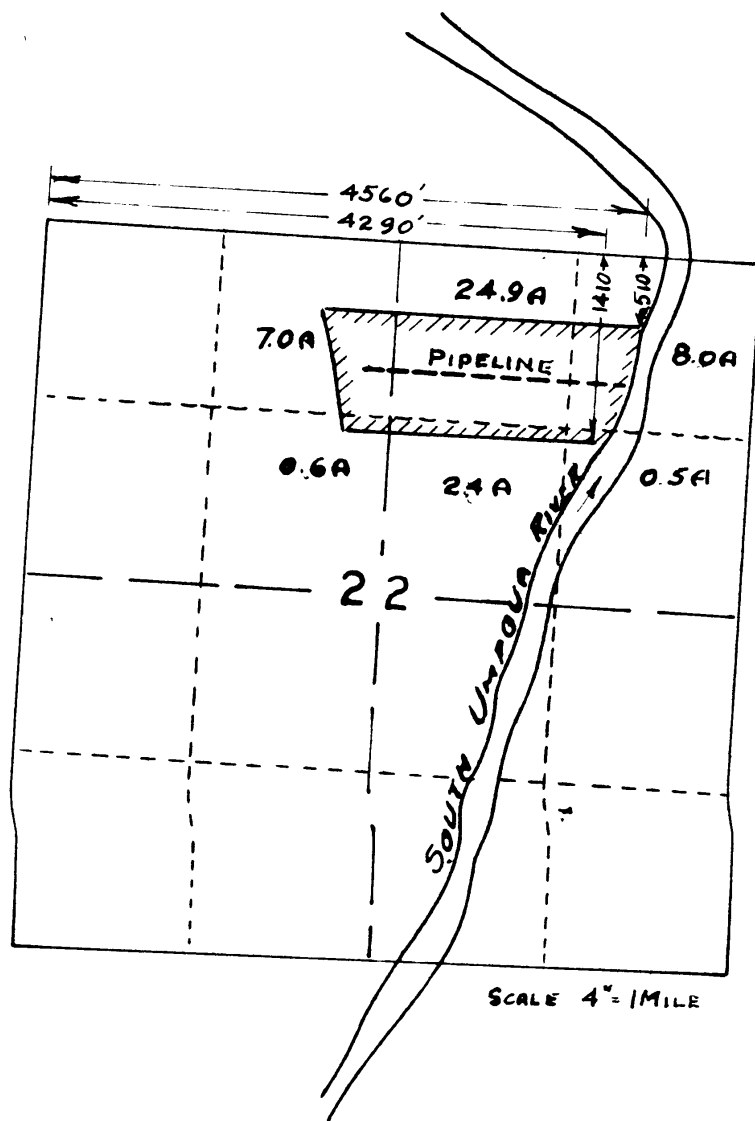 4560'
4290'
1410
510
24.9A
7.0A
PIPELINE
8.0A
0.6A
2.4A
0.5A
22
SOUTH UMPQUA RIVER
SCALE 4" = 1 MILE